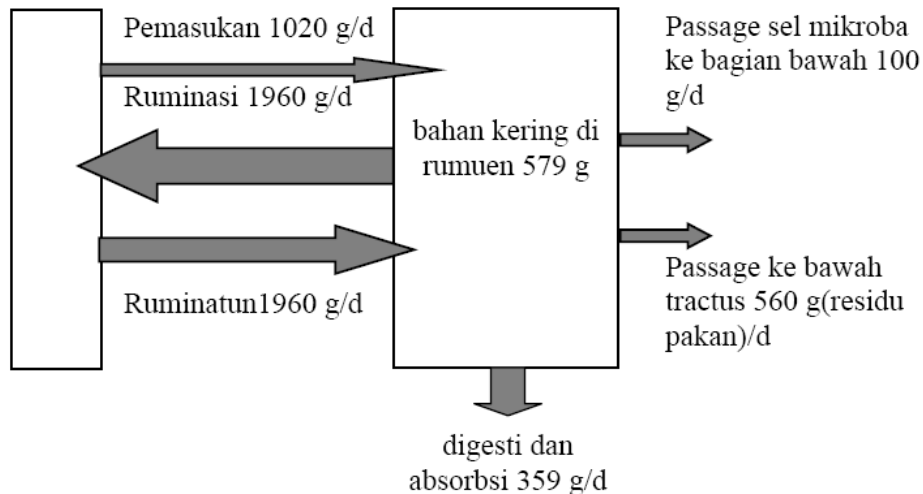 Pemasukan 1020 g/d
Ruminasi 1960 g/d
Ruminatun1960 g/d
bahan kering di
rumuen 579 g
Passage sel mikroba
ke bagian bawah 100
g/d
Passage ke bawah
tractus 560 g(residu
pakan)/d
digesti dan
absorbsi 359 g/d